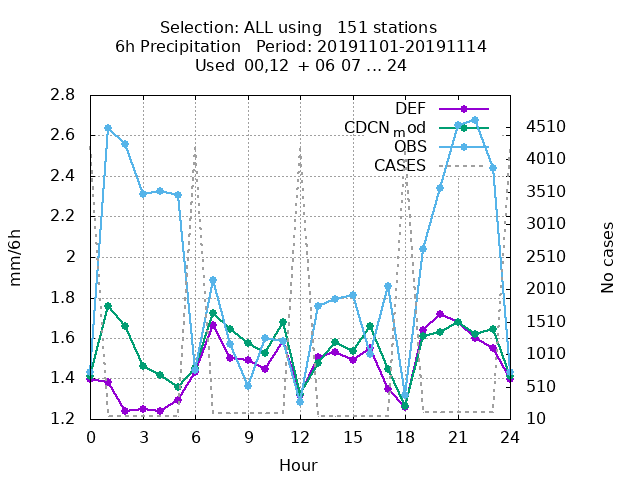 Selection: ALL using   151 stations
6h Precipitation   Period: 20191101-20191114
Used  00,12  + 06 07 ... 24
DEF
CDCN mod
OBS
CASES
2.8
2.6
2.4
2.2
2
1.8
1.6
1.4
1.2
4510
4010
3510
3010
2510
2010
1510
1010
510
10
mm/6h
No cases
0 3 6 9 12 15 18 21 24
Hour